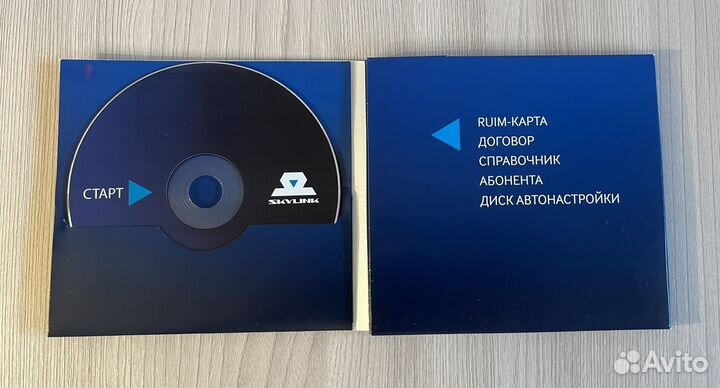 СТАРТ
SKYLINK
RUIM-КАРТА
ДОГОВОР
СПРАВОЧНИК
АБОНЕНТА
ДИСК АВТОНАСТРОЙКИ
Avito